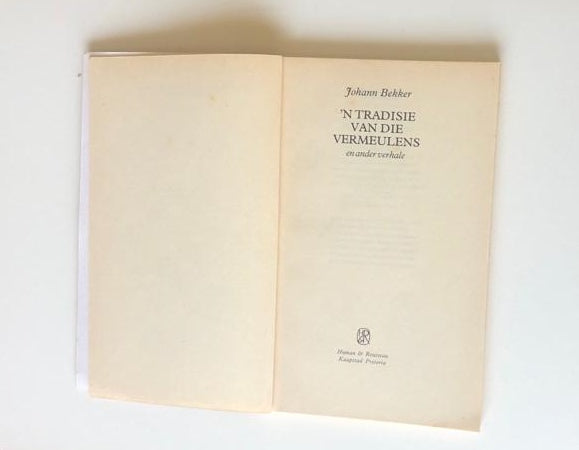 Johann Bekker
'N TRADISIE
VAN DIE
VERMEULENS
en ander verhale
Human & Rousseau
Kaapstad Pretoria